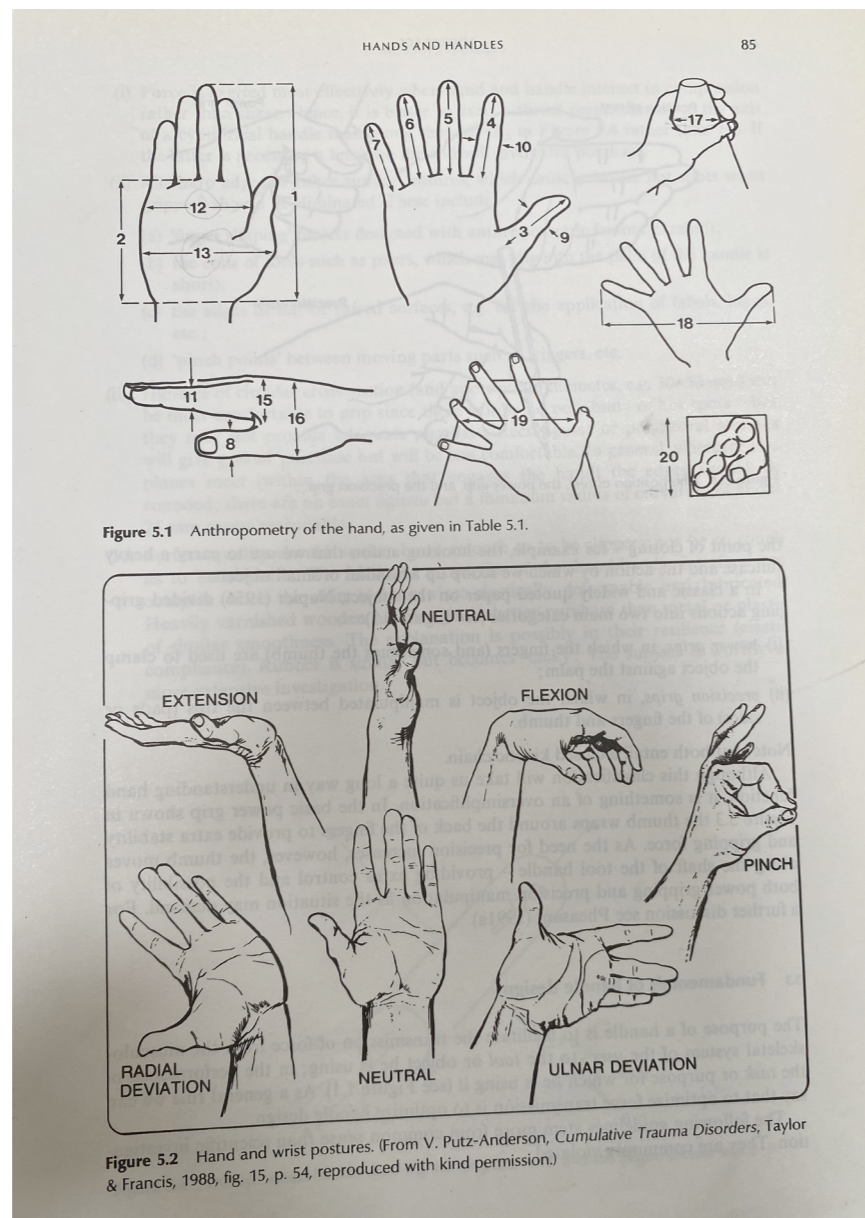 HANDS AND HANDLES
85
1
2
12
13
3
4
5
6
7
9
10
17
18
8
11
15
16
19
20
Figure 5.1 Anthropometry of the hand, as given in Table 5.1.
NEUTRAL
EXTENSION
FLEXION
PINCH
RADIAL
DEVIATION
NEUTRAL
ULNAR DEVIATION
Figure 5.2 Hand and wrist postures. (From V. Putz-Anderson, Cumulative Trauma Disorders, Taylor
& Francis, 1988, fig. 15, p. 54, reproduced with kind permission.)